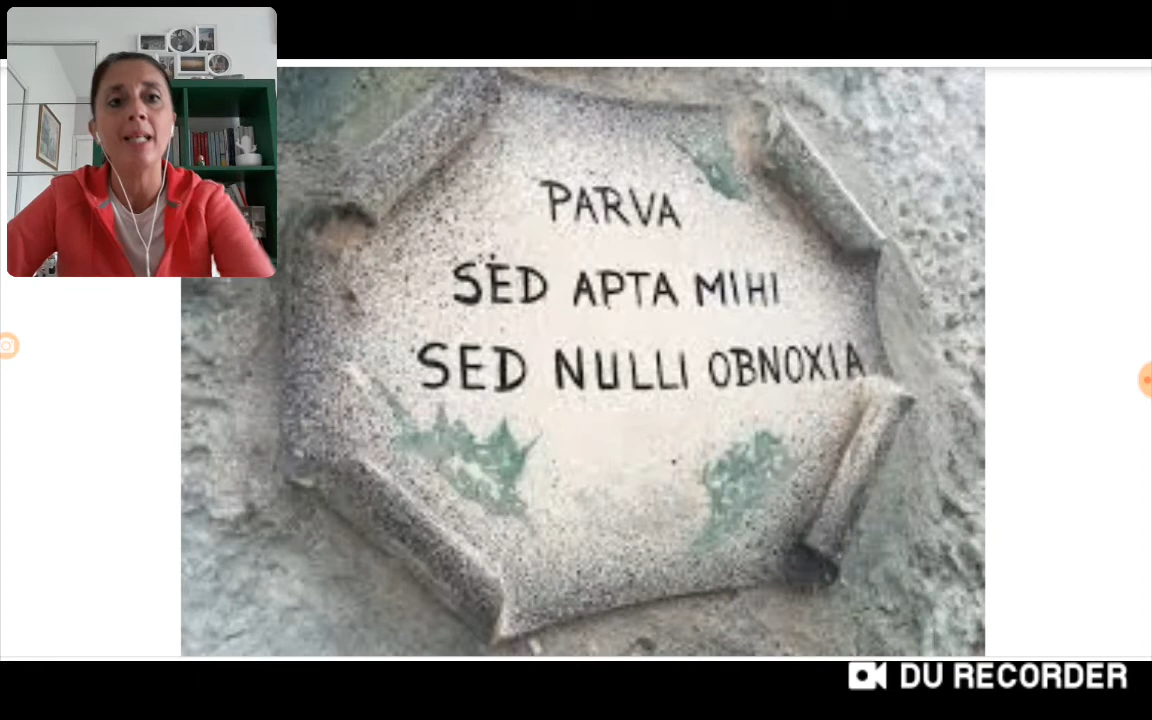 PARVA
SED APTA MIHI
SED NULLI OBNOXIA
DU RECORDER